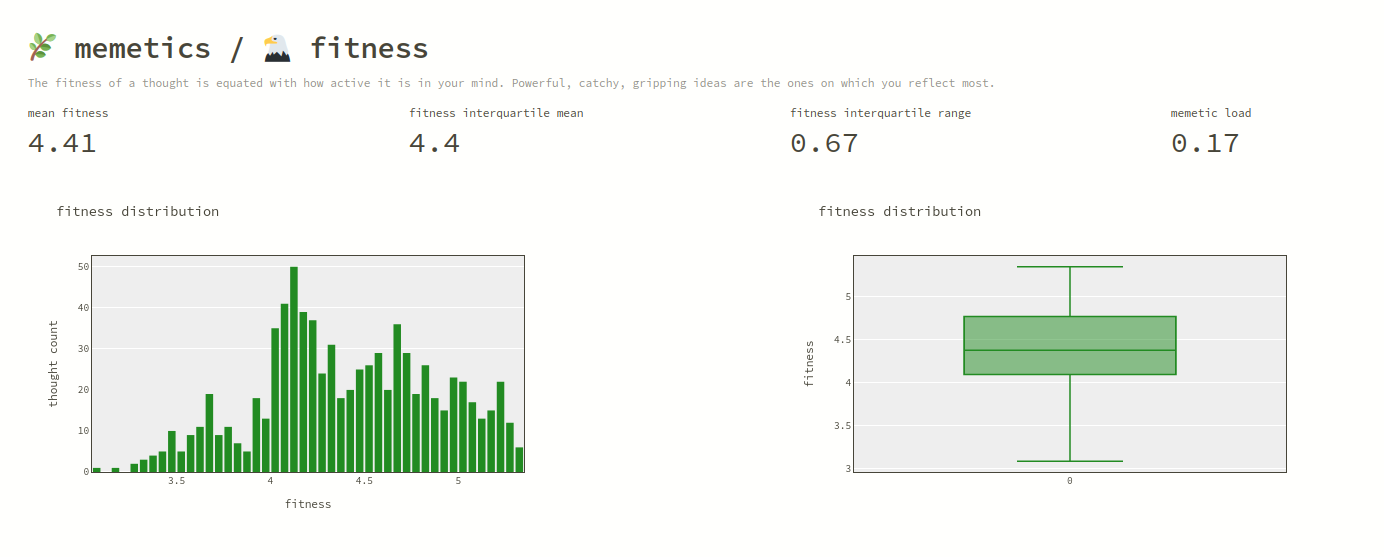 🌿 memetics / 🦅 fitness
The fitness of a thought is equated with how active it is in your mind. Powerful, catchy, gripping ideas are the ones on which you reflect most.
mean fitness
4.41
fitness interquartile mean
4.4
fitness interquartile range
0.67
memetic load
0.17
fitness distribution
50
40
30
20
10
0
thought count
3.5 4 4.5 5
fitness
fitness distribution
5
4.5
4
3.5
3
fitness
0